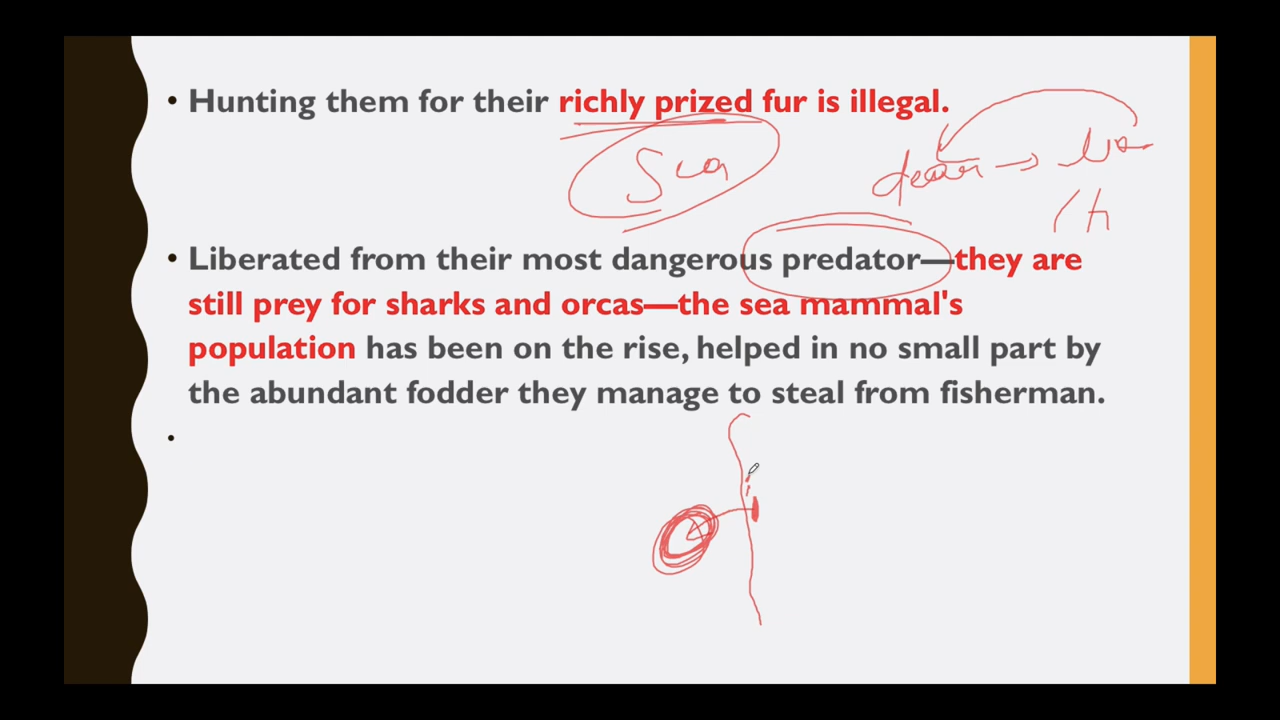 • Hunting them for their richly prized fur is illegal.
Sea
• Liberated from their most dangerous predator—they are
still prey for sharks and orcas—the sea mammal's
population has been on the rise, helped in no small part by
the abundant fodder they manage to steal from fisherman.
•